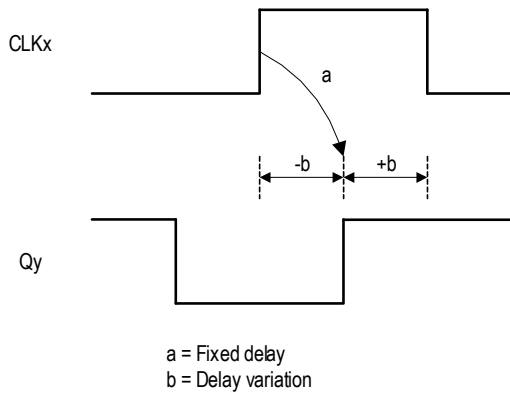 CLKx
a
-b +b
Qy
a = Fixed delay
b = Delay variation